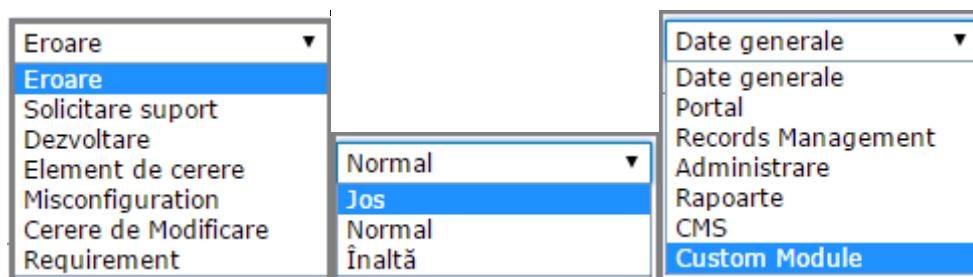 Eroare
Eroare
Solicitare suport
Dezvoltare
Element de cerere
Misconfiguration
Cerere de Modificare
Requirement
Normal
Jos
Normal
Înaltă
Date generale
Date generale
Portal
Records Management
Administrare
Rapoarte
CMS
Custom Module